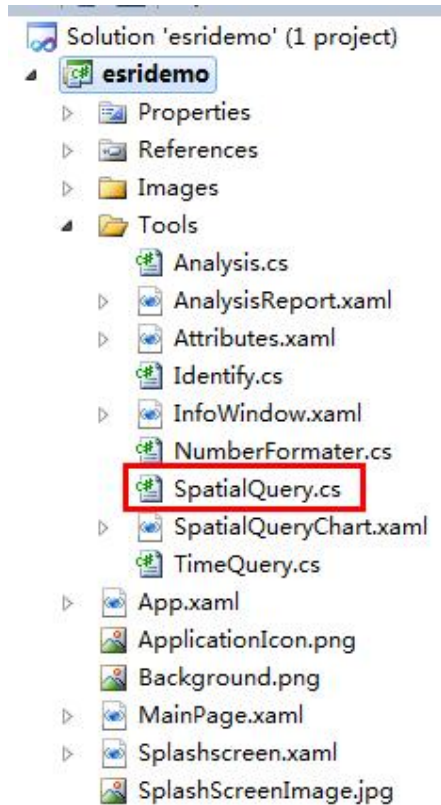 Solution 'esridemo' (1 project)
esridemo
Properties
References
Images
Tools
Analysis.cs
AnalysisReport.xaml
Attributes.xaml
Identify.cs
InfoWindow.xaml
NumberFormater.cs
SpatialQuery.cs
SpatialQueryChart.xaml
TimeQuery.cs
App.xaml
ApplicationIcon.png
Background.png
MainPage.xaml
Splashscreen.xaml
SplashScreenImage.jpg